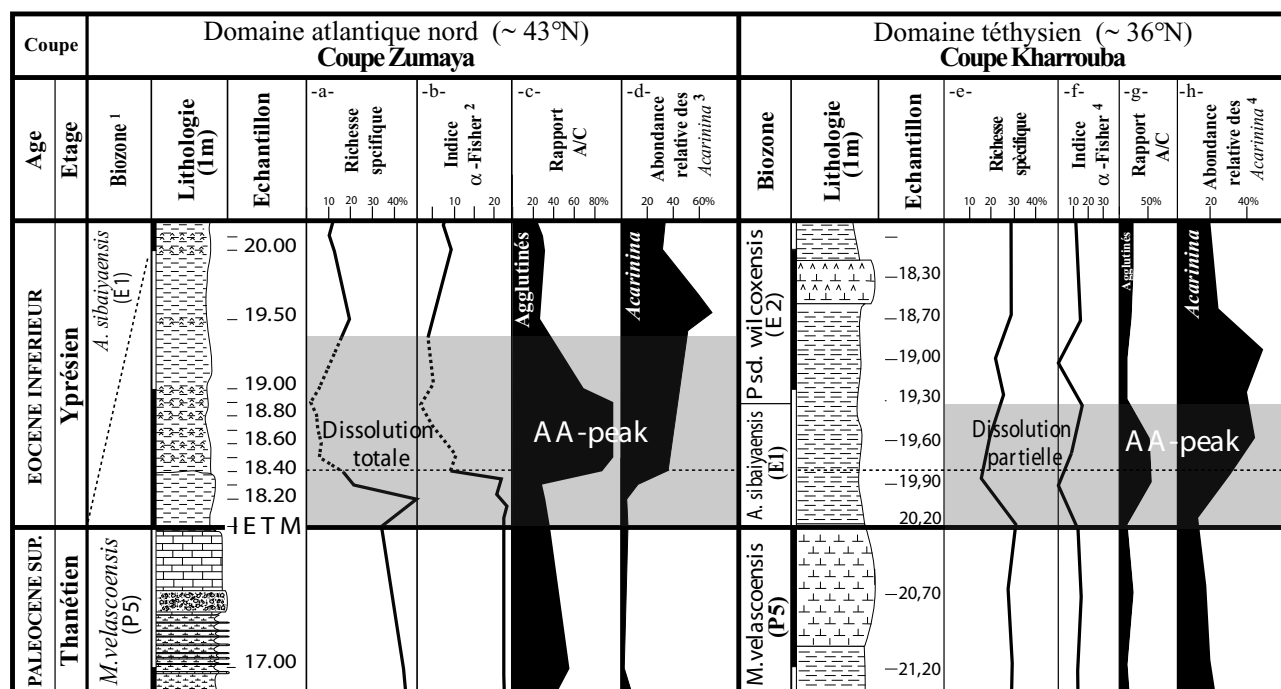 Coupe
Domaine atlantique nord (~ 43°N)
Coupe Zumaya
Domaine téthysien (~ 36°N)
Coupe Kharrouba
Age
Etage
Biozone 1
Lithologie
(1m)
Echantillon
-a-
Richesse
spcifique
10 20 30 40%
-b-
Indice 2
α -Fisher
10 20
-c-
Rapport
A/C
20 40 60 80%
-d-
Abondance
relative des
Acarinina 3
20 60%
Biozone
Lithologie
(1m)
Echantillon
-e-
Richesse
spècifique
10 20 30 40%
-f-
Indice
α -Fisher 4
10 20 30
-g-
Rapport
A/C
50%
-h-
Abondance
relative des
Acarinina 4
20 40%
EOCENE INFERIEUR
Yprésien
A. sibaiyaensis
(E1)
20.00
19.50
19.00
18.80
18.60
18.40
18.20
IETM
Dissolution
totale
Agglutinés
AA-peak
Acarinina
Psd. wilcoxensis
(E 2)
A. sibaiyaensis
(E1)
18,30
18,70
19,00
19.30
19,60
19,90
20,20
Dissolution
partielle
Agglutinés
AA-peak
Acarinina
PALEOCENE SUP.
Thanétien
M.velascoensis
(P5)
17.00
M.velascoensis
(P5)
20,70
21,20